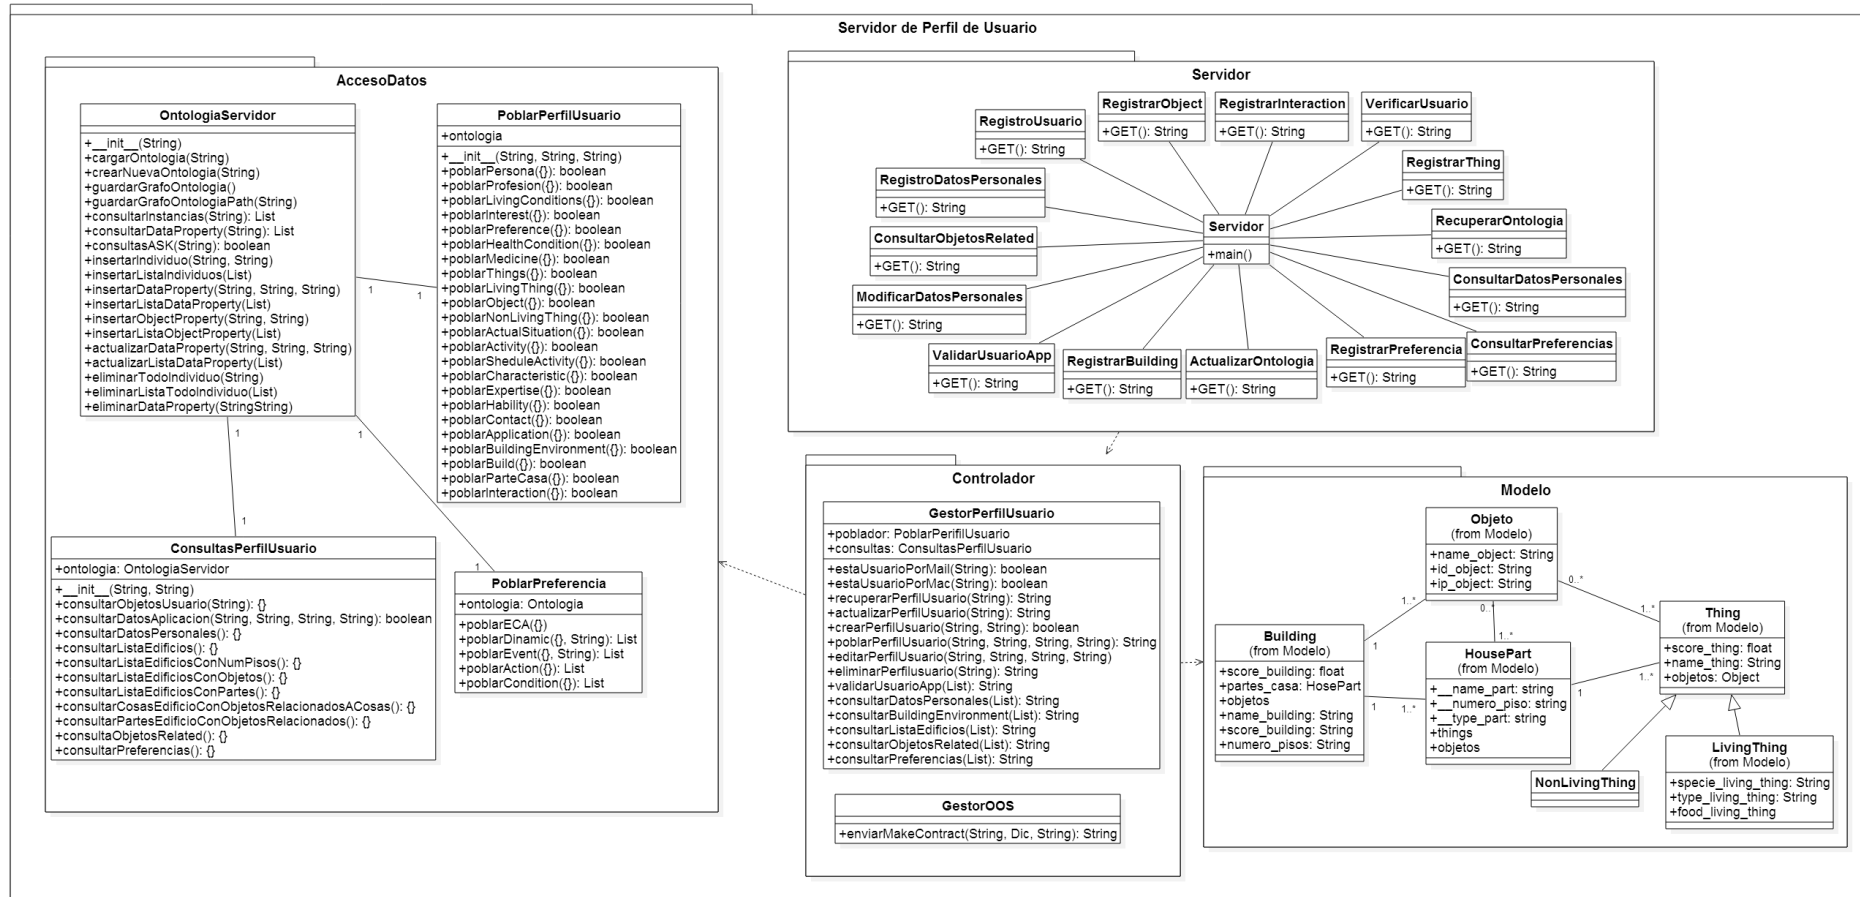 Servidor de Perfil de Usuario
AccesoDatos
OntologiaServidor
+__init__(String)
+cargarOntologia(String)
+crearNuevaOntologia(String)
+guardarGrafoOntologia()
+guardarGrafoOntologiaPath(String)
+consultarInstancias(String): List
+consultarDataProperty(String): List
+consultasASK(String): boolean
+insertarIndividuo(String, String)
+insertarListaIndividuos(List)
+insertarDataProperty(String, String, String)
+insertarListaDataProperty(List)
+insertarObjectProperty(String, String)
+insertarListaObjectProperty(List)
+actualizarDataProperty(String, String, String)
+actualizarListaDataProperty(List)
+eliminarTodoIndividuo(String)
+eliminarListaTodoIndividuo(List)
+eliminarDataProperty(StringString)
PoblarPerfilUsuario
+ontologia
+__init__(String, String, String)
+poblarPersona({}): boolean
+poblarProfesion({}): boolean
+poblarLivingConditions({}): boolean
+poblarInterest({}): boolean
+poblarPreference({}): boolean
+poblarHealthCondition({}): boolean
+poblarMedicine({}): boolean
+poblarThings({}): boolean
+poblarLivingThing({}): boolean
+poblarObject({}): boolean
+poblarNonLivingThing({}): boolean
+poblarActualSituation({}): boolean
+poblarActivity({}): boolean
+poblarSheduleActivity({}): boolean
+poblarCharacteristic({}): boolean
+poblarExpertise({}): boolean
+poblarHability({}): boolean
+poblarContact({}): boolean
+poblarApplication({}): boolean
+poblarBuildingEnvironment({}): boolean
+poblarBuild({}): boolean
+poblarParteCasa({}): boolean
+poblarInteraction({}): boolean
1
1
1
1
1
1
ConsultasPerfilUsuario
+ontologia: OntologiaServidor
+__init__(String, String)
+consultarObjetosUsuario(String): {}
+consultarDatosAplicacion(String, String, String, String): boolean
+consultarDatosPersonales(): {}
+consultarListaEdificios(): {}
+consultarListaEdificiosConNumPisos(): {}
+consultarListaEdificiosConObjetos(): {}
+consultarListaEdificiosConPartes(): {}
+consultarCosasEdificioConObjetosRelacionadosACosas(): {}
+consultarPartesEdificioConObjetosRelacionados(): {}
+consultaObjetosRelated(): {}
+consultarPreferencias(): {}
PoblarPreferencia
+ontologia: Ontologia
+poblarECA({})
+poblarDinamic({}, String): List
+poblarEvent({}, String): List
+poblarAction({}): List
+poblarCondition({}): List
Servidor
RegistroUsuario
+GET(): String
RegistrarObject
+GET(): String
RegistrarInteraction
+GET(): String
VerificarUsuario
+GET(): String
RegistrarThing
+GET(): String
RegistroDatosPersonales
+GET(): String
Servidor
+main()
RecuperarOntologia
+GET(): String
ConsultarObjetosRelated
+GET(): String
ConsultarDatosPersonales
+GET(): String
ModificarDatosPersonales
+GET(): String
ValidarUsuarioApp
+GET(): String
RegistrarBuilding
+GET(): String
ActualizarOntologia
+GET(): String
RegistrarPreferencia
+GET(): String
ConsultarPreferencias
+GET(): String
Controlador
GestorPerfilUsuario
+poblador: PoblarPerifilUsuario
+consultas: ConsultasPerfilUsuario
+estaUsuarioPorMail(String): boolean
+estaUsuarioPorMac(String): boolean
+recuperarPerfilUsuario(String): String
+actualizarPerfilUsuario(String): String
+crearPerfilUsuario(String, String): boolean
+poblarPerfilUsuario(String, String, String, String): String
+editarPerfilUsuario(String, String, String, String)
+eliminarPerfilusuario(String): String
+validarUsuarioApp(List): String
+consultarDatosPersonales(List): String
+consultarBuildingEnvironment(List): String
+consultarListaEdificios(List): String
+consultarObjetosRelated(List): String
+consultarPreferencias(List): String
GestorOOS
+enviarMakeContract(String, Dic, String): String
Modelo
Objeto
(from Modelo)
+name_object: String
+id_object: String
+ip_object: String
0..*
1..*
1..*
0..*
1..*
1
Thing
(from Modelo)
+score_thing: float
+name_thing: String
+objetos: Object
Building
(from Modelo)
+score_building: float
+partes_casa: HosePart
+objetos
+name_building: String
+score_building: String
+numero_pisos: String
HousePart
(from Modelo)
+__name_part: string
+__numero_piso: string
+__type_part: string
+things
+objetos
1
1..*
1
1..*
NonLivingThing
LivingThing
(from Modelo)
+specie_living_thing: String
+type_living_thing: String
+food_living_thing